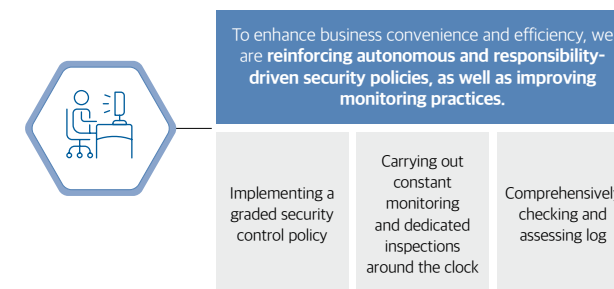 To enhance business convenience and efficiency, we
are reinforcing autonomous and responsibility-
driven security policies, as well as improving
monitoring practices.
Implementing a
graded security
control policy
Carrying out
constant
monitoring
and dedicated
inspections
around the clock
Comprehensively
checking and
assessing log